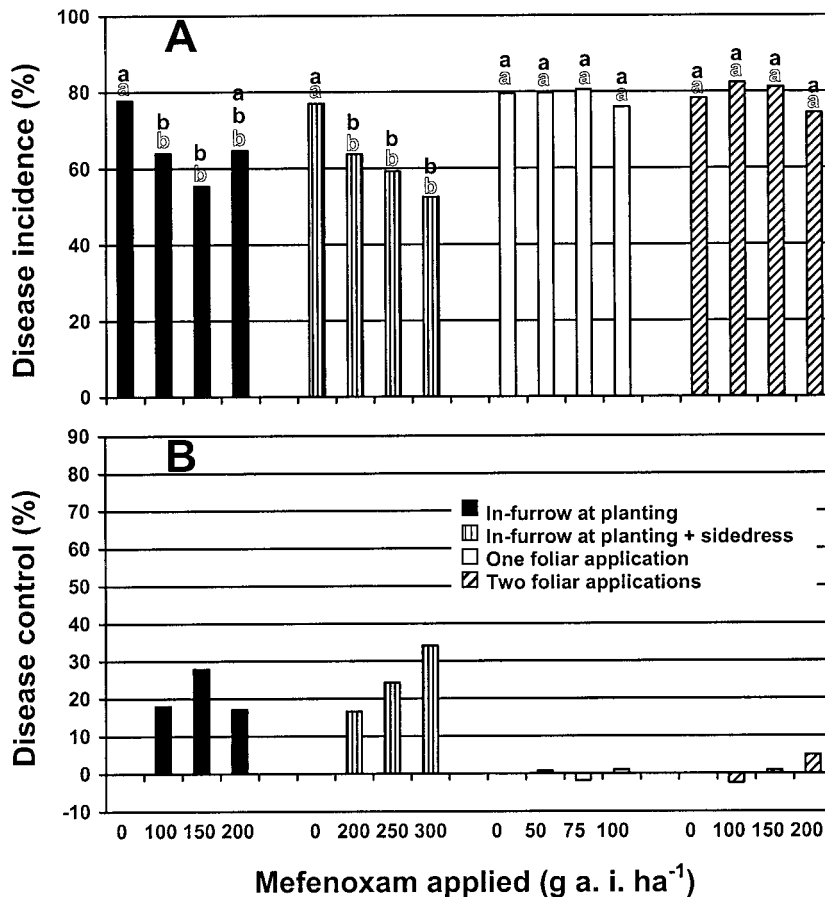 A
Disease incidence (%)
100
80
60
40
20
0
a a
b b
b b
a b b
a a
b b
b b
b b
a a
a a
a a
a a
a a
a a
a a
a a
B
Disease control (%)
90
80
70
60
50
40
30
20
10
0
-10
In-furrow at planting
In-furrow at planting + sidedress
One foliar application
Two foliar applications
0 100 150 200 0 200 250 300 0 50 75 100 0 100 150 200
Mefenoxam applied (g a. i. ha⁻¹)